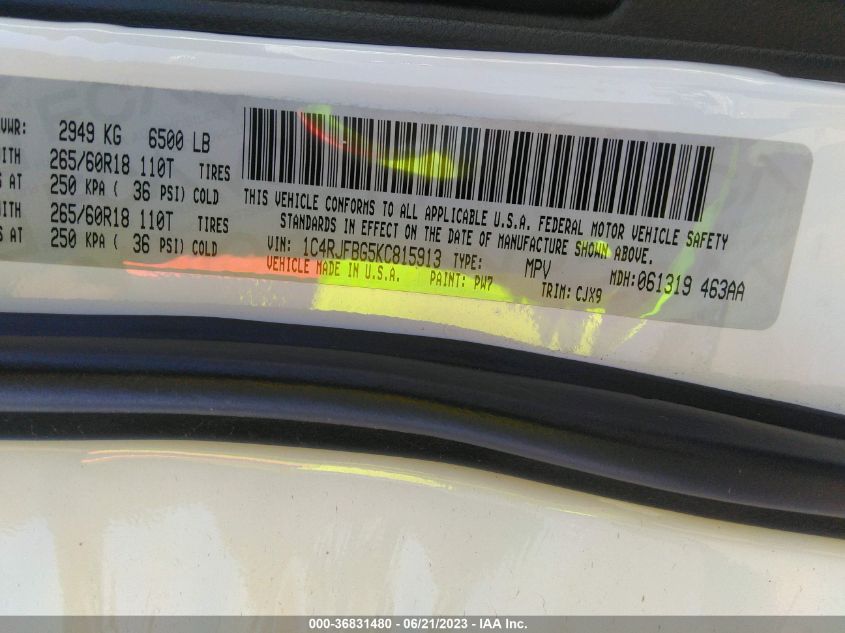 VWR: 2949 KG 6500 LB
ITH 265/60R18 110T TIRES
S AT 250 KPA ( 36 PSI) COLD
ITH 265/60R18 110T TIRES
S AT 250 KPA ( 36 PSI) COLD
THIS VEHICLE CONFORMS TO ALL APPLICABLE U.S.A. FEDERAL MOTOR VEHICLE SAFETY
STANDARDS IN EFFECT ON THE DATE OF MANUFACTURE SHOWN ABOVE.
VIN: 1C4RJFBG5KC815913 TYPE: MPV MDH:061319 463AA
VEHICLE MADE IN U.S.A. PAINT: PW7 TRIM: CJX9
000-36831480 - 06/21/2023 - IAA Inc.